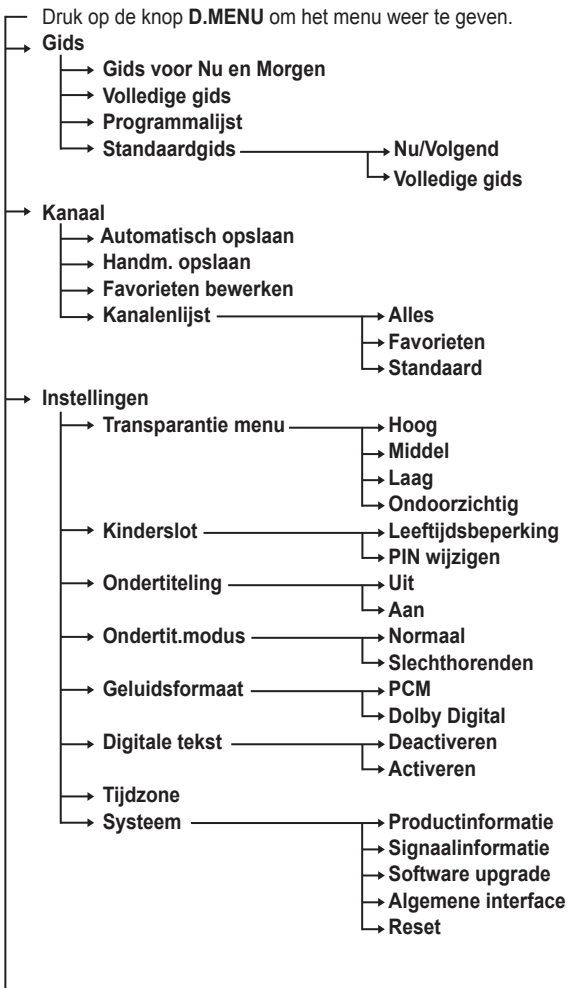 Druk op de knop D.MENU om het menu weer te geven.
Gids
Gids voor Nu en Morgen
Volledige gids
Programmalijst
Standaardgids Nu/Volgend
Volledige gids
Kanaal
Automatisch opslaan
Handm. opslaan
Favorieten bewerken
Kanalenlijst Alles
Favorieten
Standaard
Instellingen
Transparantie menu Hoog
Middel
Laag
Ondoorzichtig
Kinderslot Leeftijdsbeperking
PIN wijzigen
Ondertiteling Uit
Aan
Ondertit.modus Normaal
Slechthorenden
Geluidsformaat PCM
Dolby Digital
Digitale tekst Deactiveren
Activeren
Tijdzone
Systeem Productinformatie
Signaalinformatie
Software upgrade
Algemene interface
Reset